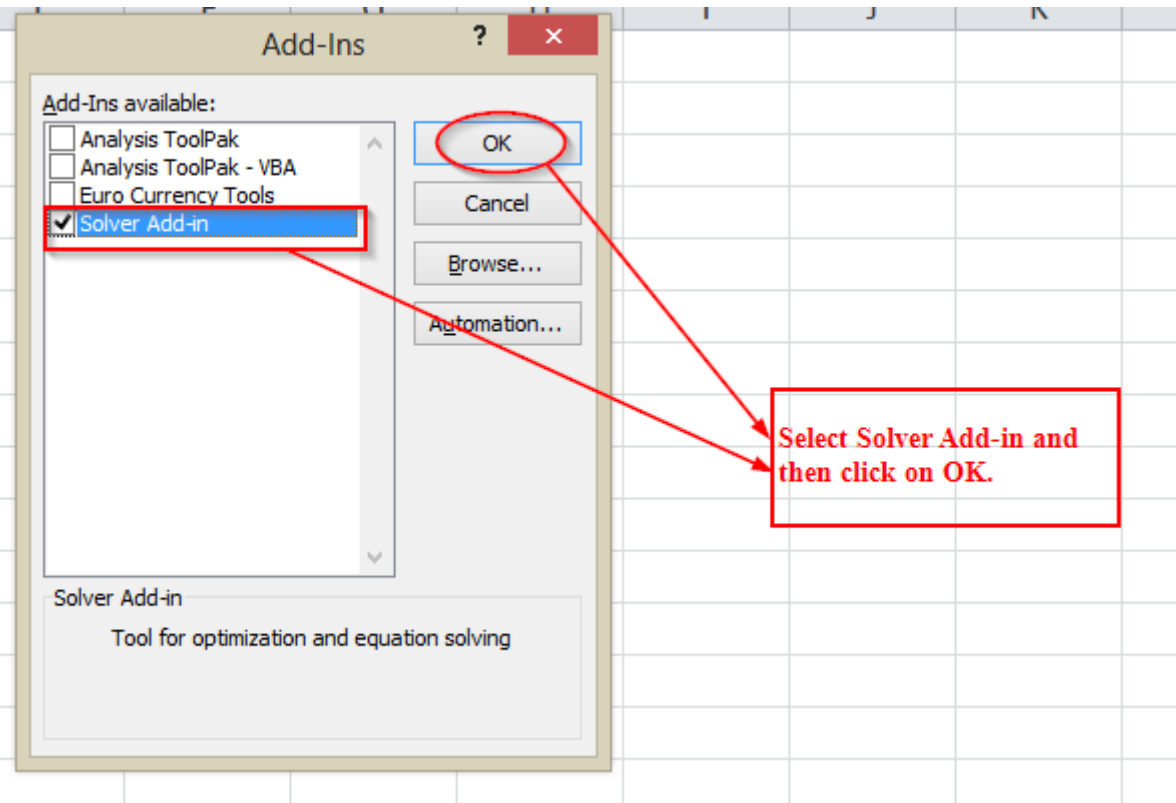 Add-Ins
?
Add-Ins available:
Analysis ToolPak
Analysis ToolPak - VBA
Euro Currency Tools
Solver Add-in
OK
Cancel
Browse...
Automation...
Select Solver Add-in and
then click on OK.
Solver Add-in
Tool for optimization and equation solving